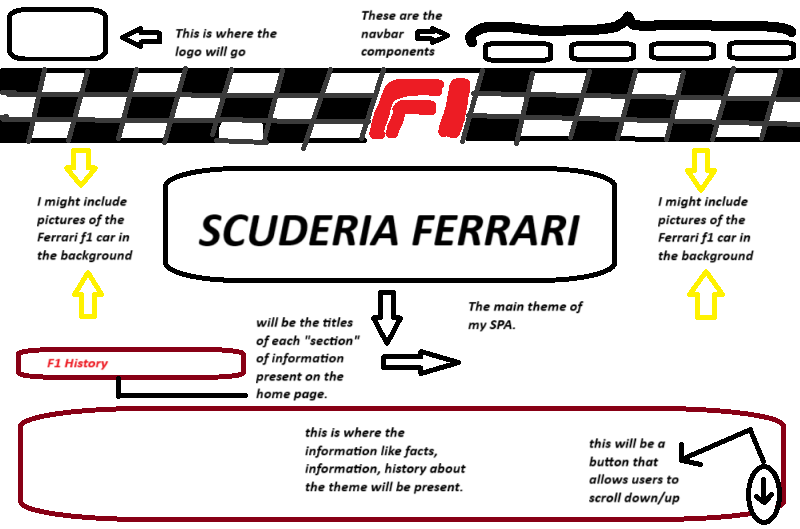 This is where the
logo will go
These are the
navbar
components
F1
I might include
pictures of the
Ferrari f1 car in
the background
SCUDERIA FERRARI
I might include
pictures of the
Ferrari f1 car in
the background
The main theme of
my SPA.
will be the titles
of each "section"
of information
present on the
home page.
F1 History
this is where the
information like facts,
information, history about
the theme will be present.
this will be a
button that
allows users to
scroll down/up